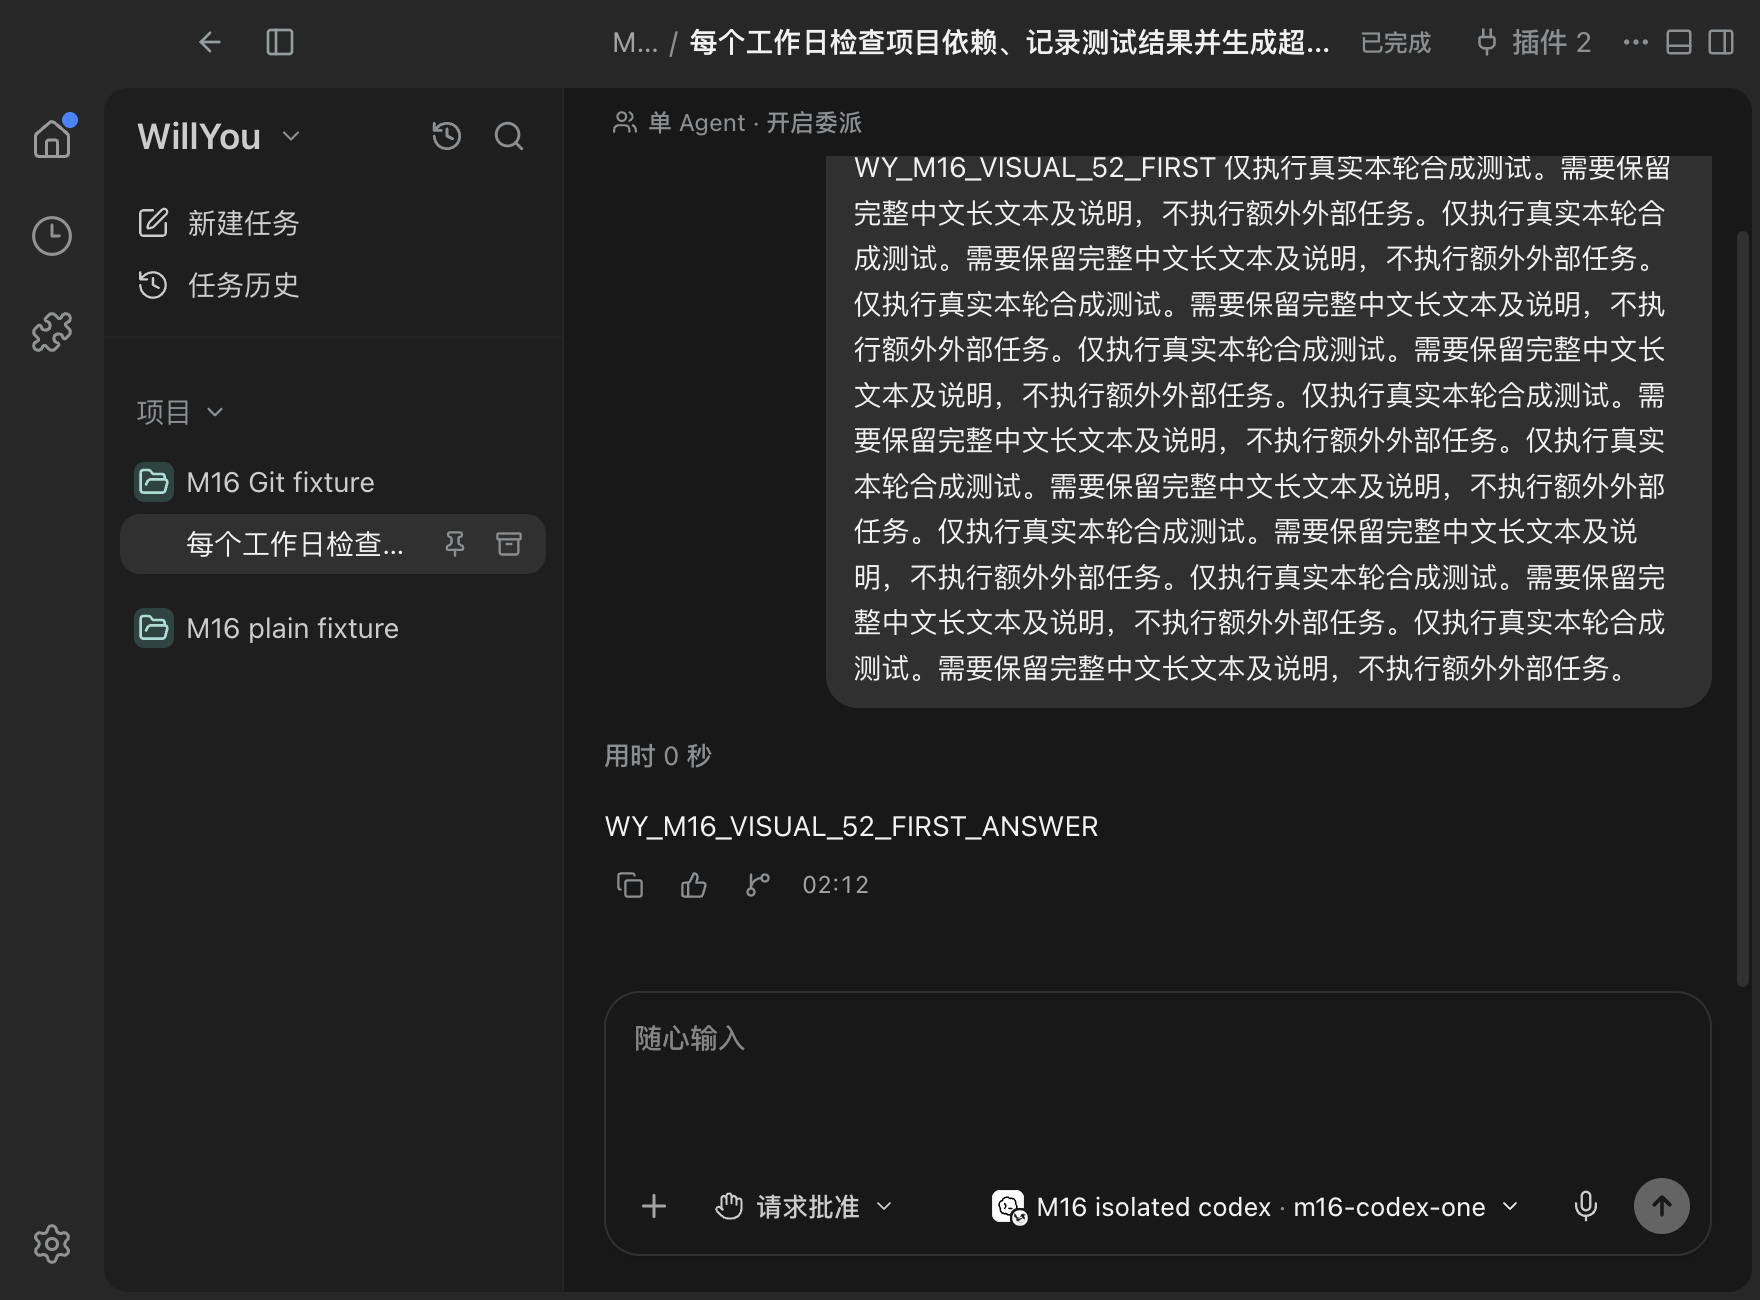 M... / 每个工作日检查项目依赖、记录测试结果并生成超... 已完成 插件 2
WillYou
新建任务
任务历史
项目
M16 Git fixture
每个工作日检查...
M16 plain fixture
单 Agent · 开启委派
WY_M16_VISUAL_52_FIRST 仅执行真实本轮合成测试。需要保留
完整中文长文本及说明，不执行额外外部任务。仅执行真实本轮合
成测试。需要保留完整中文长文本及说明，不执行额外外部任务。
仅执行真实本轮合成测试。需要保留完整中文长文本及说明，不执
行额外外部任务。仅执行真实本轮合成测试。需要保留完整中文长
文本及说明，不执行额外外部任务。仅执行真实本轮合成测试。需
要保留完整中文长文本及说明，不执行额外外部任务。仅执行真实
本轮合成测试。需要保留完整中文长文本及说明，不执行额外外部
任务。仅执行真实本轮合成测试。需要保留完整中文长文本及说
明，不执行额外外部任务。仅执行真实本轮合成测试。需要保留完
整中文长文本及说明，不执行额外外部任务。仅执行真实本轮合成
测试。需要保留完整中文长文本及说明，不执行额外外部任务。
用时 0 秒
WY_M16_VISUAL_52_FIRST_ANSWER
02:12
随心输入
请求批准
M16 isolated codex · m16-codex-one